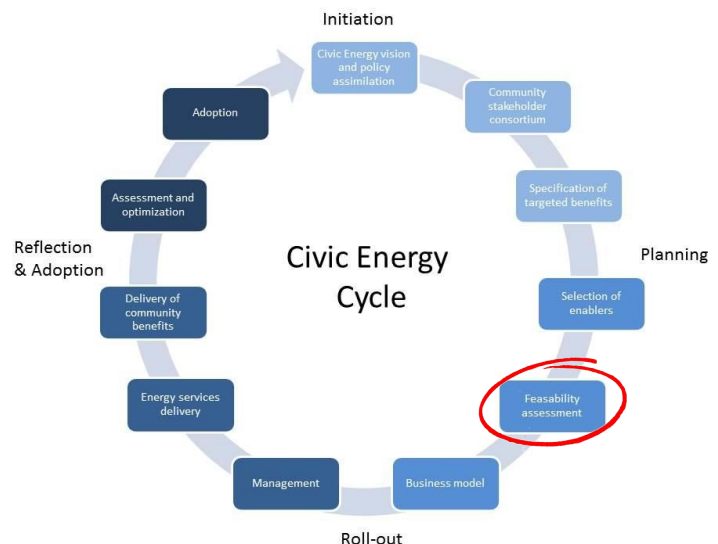 Initiation
Civic Energy vision
and policy
assimilation
Community
stakeholder
consortium
Specification of
targeted benefits
Planning
Selection of
enablers
Feasability
assessment
Business model
Roll-out
Management
Energy services
delivery
Delivery of
community
benefits
Reflection
& Adoption
Assessment and
optimization
Adoption
Civic Energy
Cycle